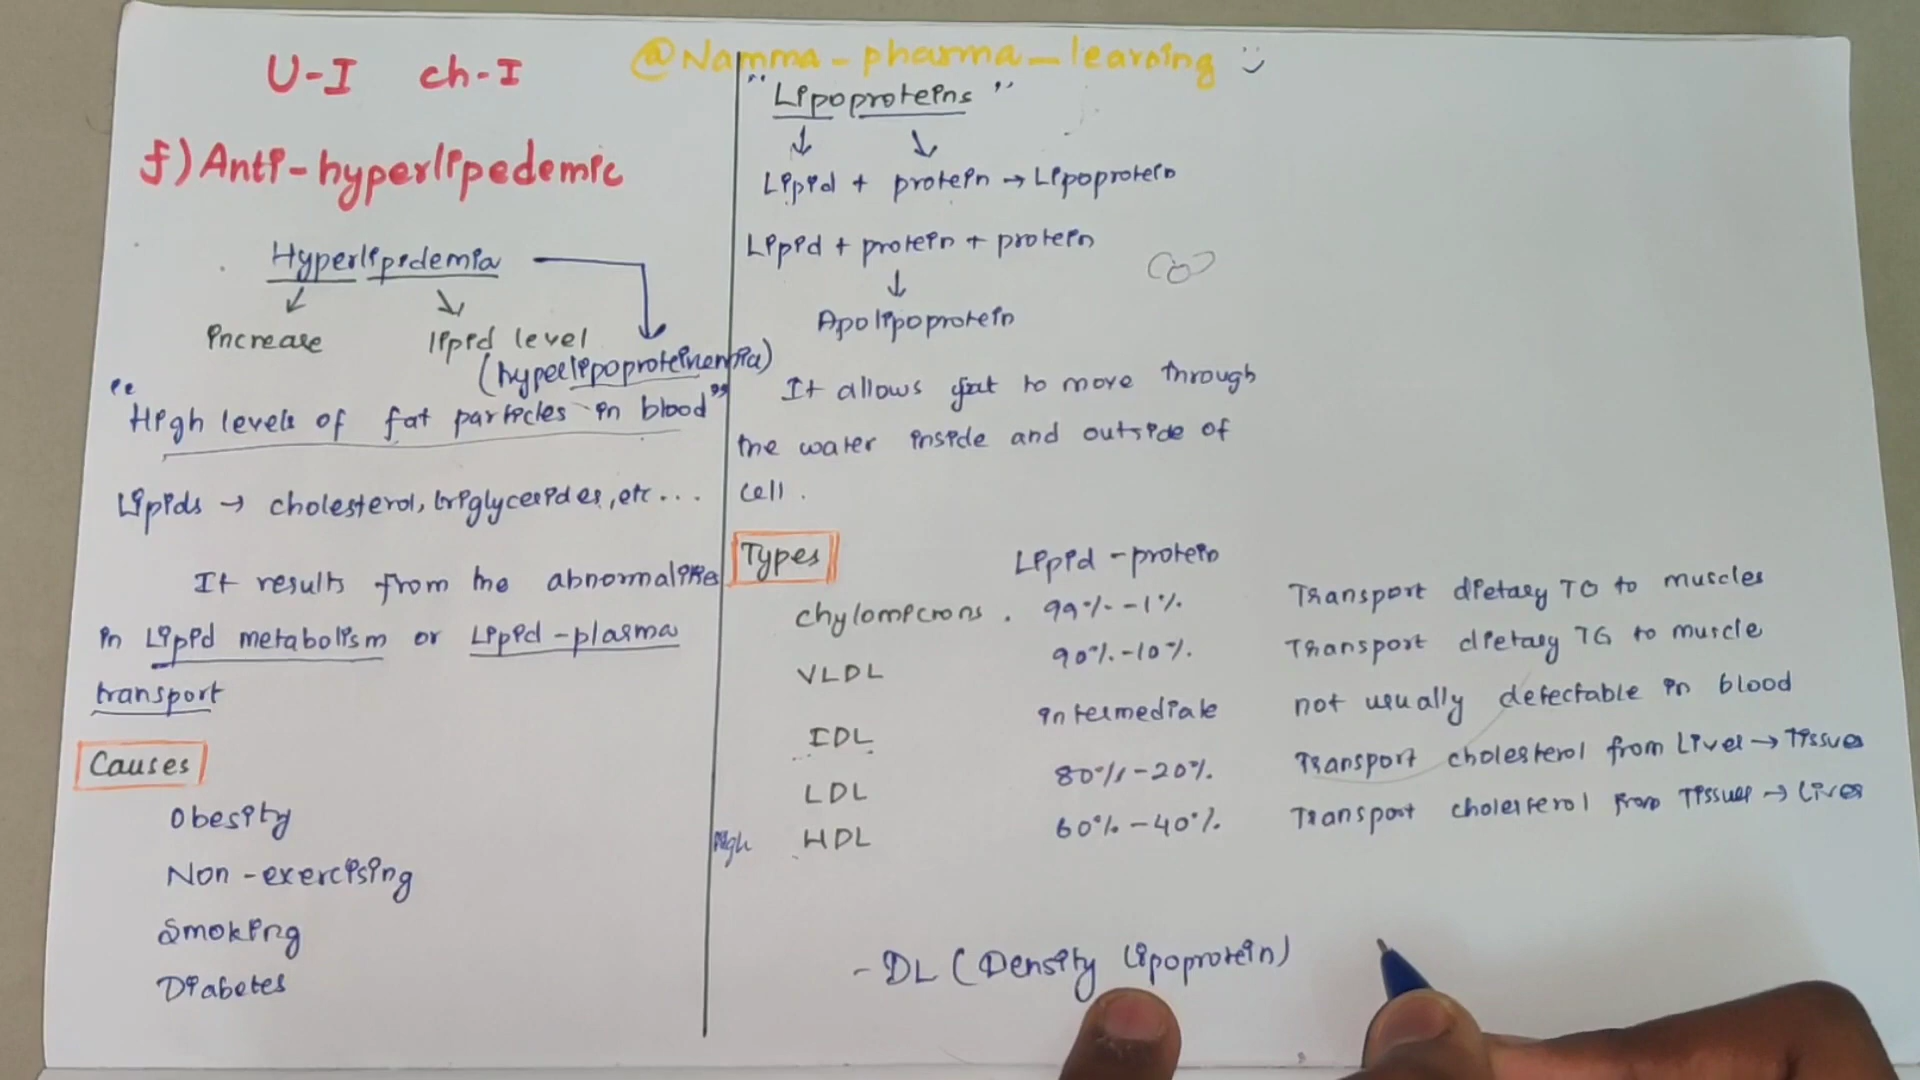 U-I ch-I
@Namma-pharma-learning
f) Anti-hyperlipedemic
Hyperlipidemia
increase lipid level
"High levels of fat particles in blood"
Lipids → cholesterol, triglycerides, etc...
It results from the abnormalities
in Lipid metabolism or Lipid-plasma
transport
Causes
Obesity
Non-exercising
Smoking
Diabetes
"Lipoproteins"
Lipid + protein → Lipoprotein
Lipid + protein + protein
Apolipoprotein
It allows fat to move through
the water inside and outside of
cell.
Types Lipid-protein
chylomicrons. 99%-1% Transport dietary TG to muscles
VLDL 90%-10% Transport dietary TG to muscle
IDL intermediate not usually detectable in blood
LDL 80%-20% Transport cholesterol from Liver → Tissues
High HDL 60%-40% Transport cholesterol from Tissues → Liver
- DL (Density Lipoprotein)